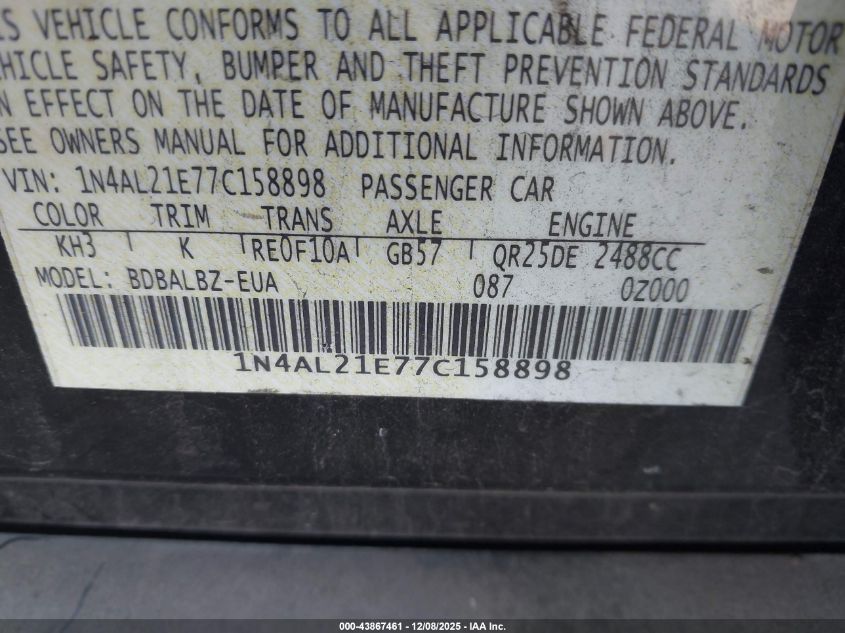 IS VEHICLE CONFORMS TO ALL APPLICABLE FEDERAL MOTOR
EHICLE SAFETY, BUMPER AND THEFT PREVENTION STANDARDS
N EFFECT ON THE DATE OF MANUFACTURE SHOWN ABOVE.
SEE OWNERS MANUAL FOR ADDITIONAL INFORMATION.
VIN: 1N4AL21E77C158898 PASSENGER CAR
COLOR TRIM TRANS AXLE ENGINE
KH3 K RE0F10A GB57 QR25DE 2488CC
MODEL: BDBALBZ-EUA 087 0Z000
1N4AL21E77C158898
000-43867461 - 12/08/2025 - IAA Inc.